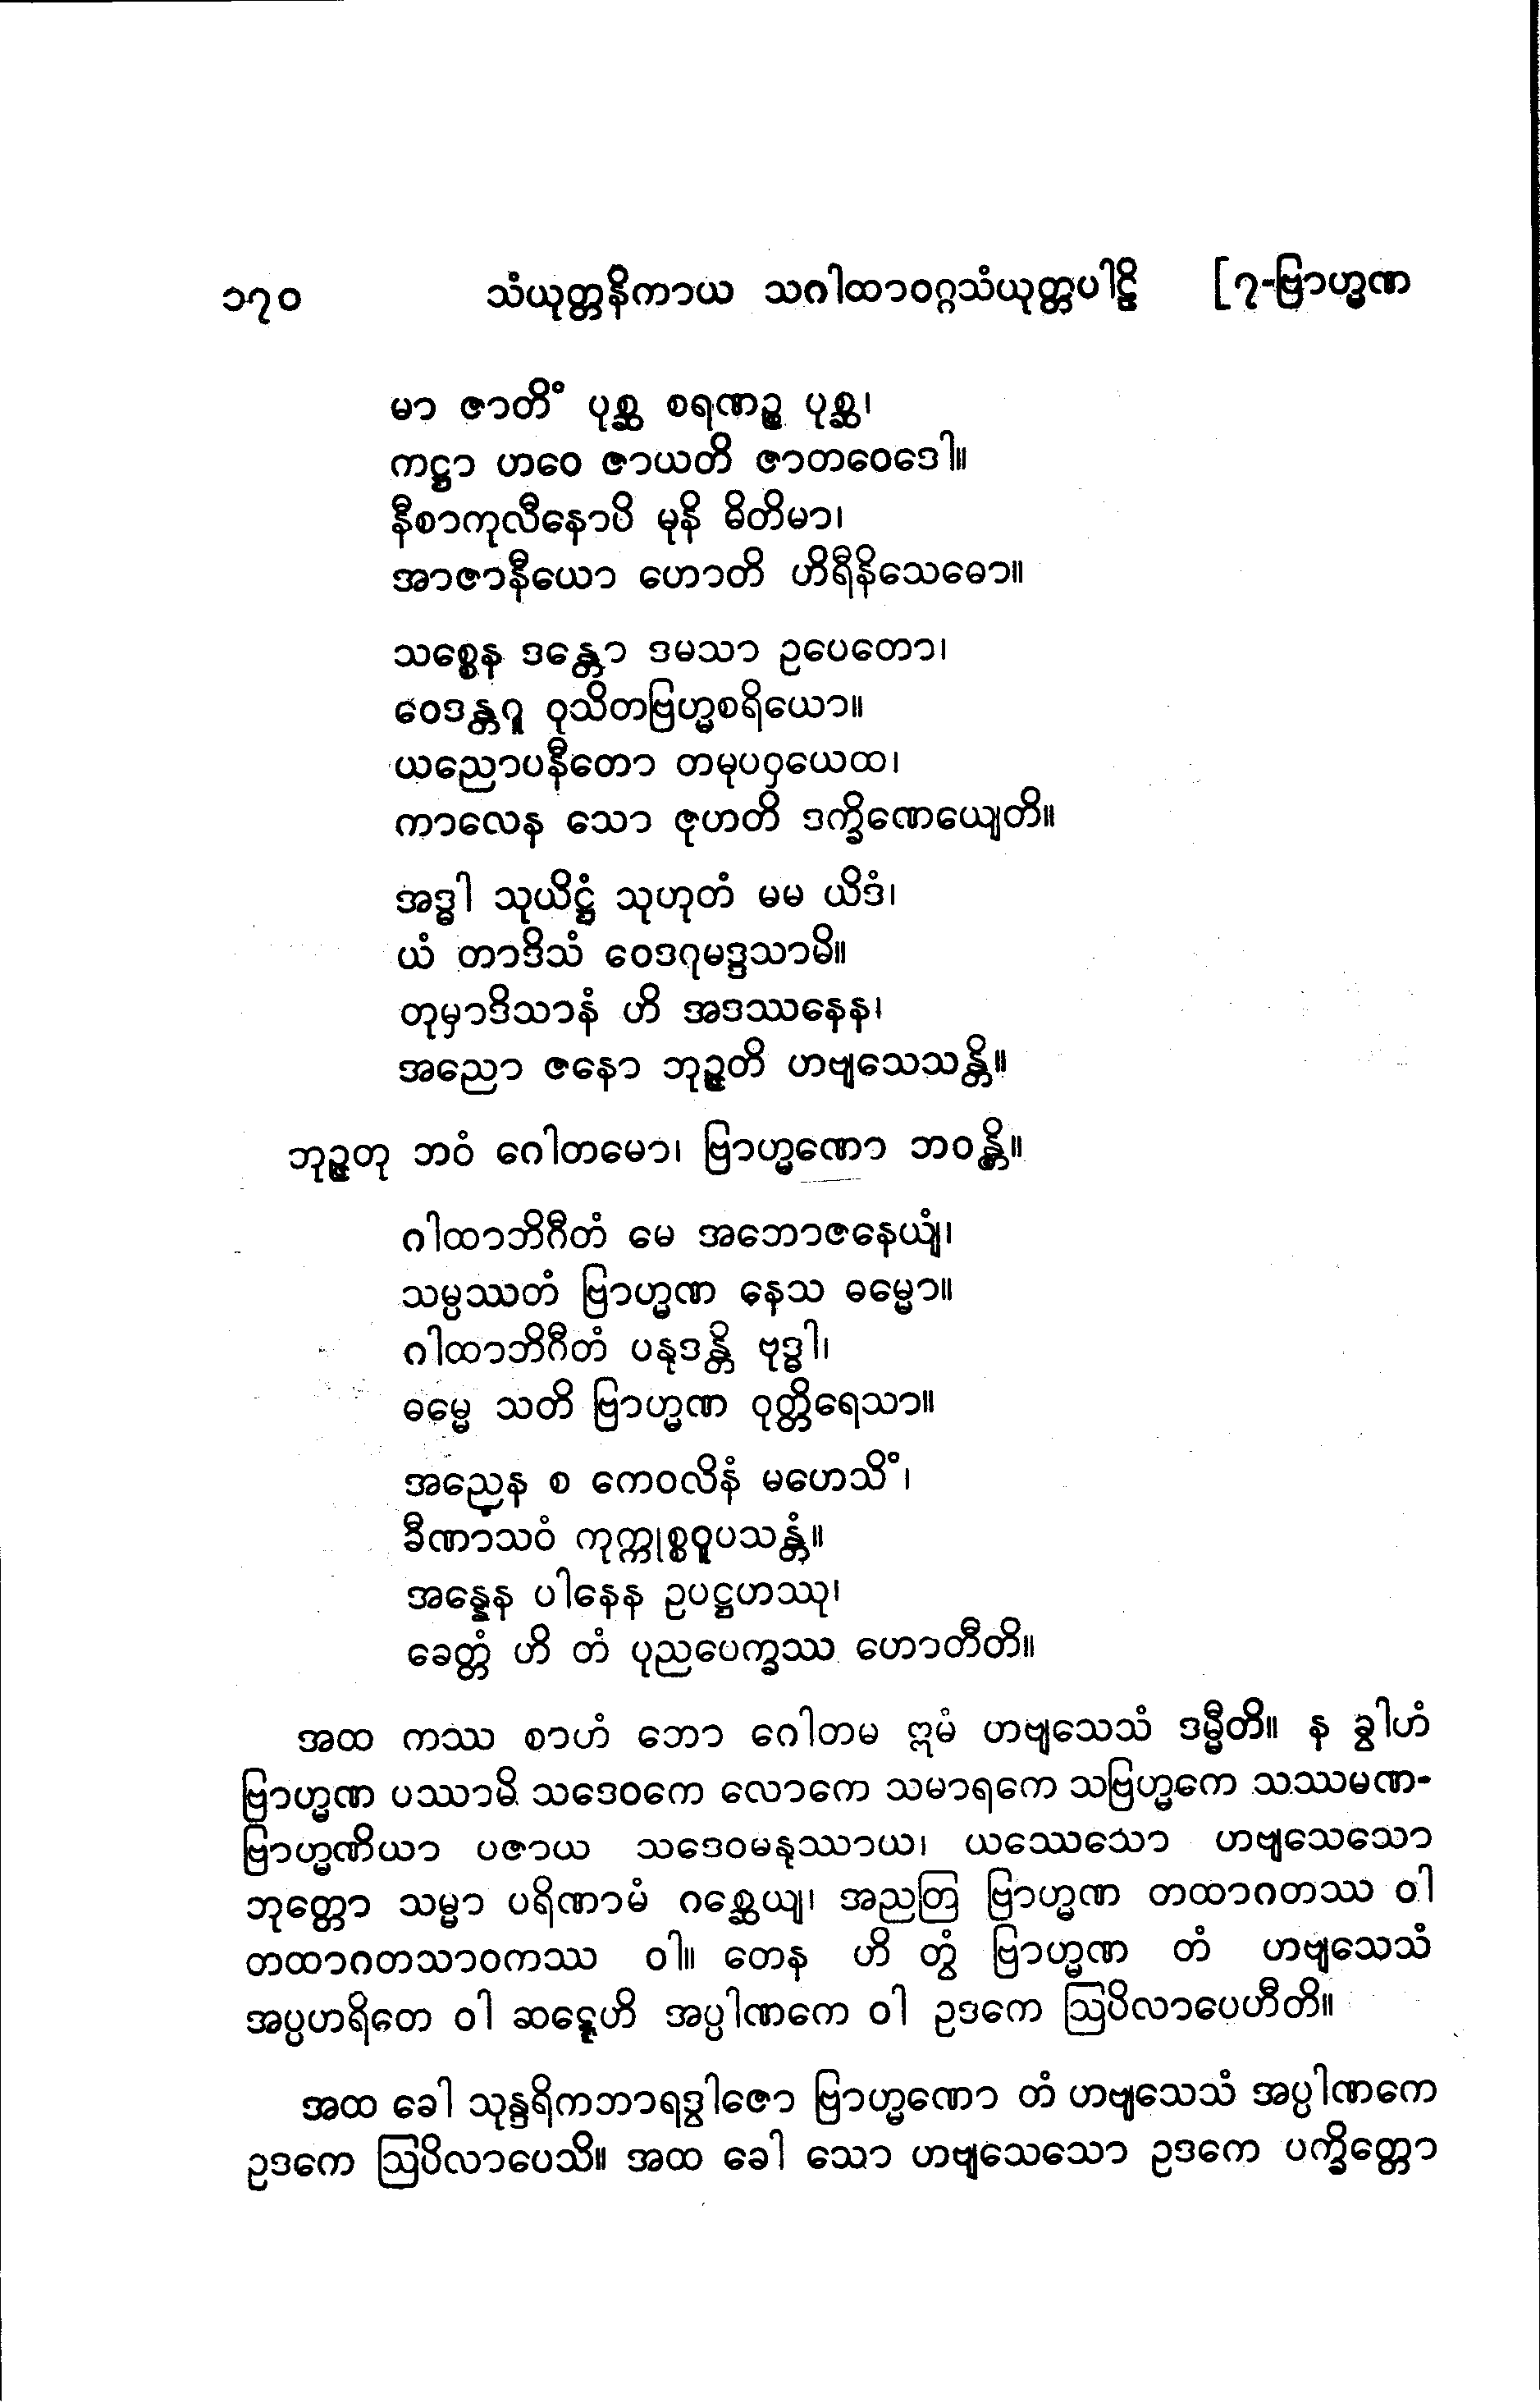 ၁၇၀ သံယုတ္တနိကာယ သဂါထာဝဂ္ဂသံယုတ္တပါဠိ [၇-ဗြာဟ္မဏ
မာ ဇာတိံ ပုစ္ဆ စရဏဉ္စ ပုစ္ဆ၊
ကဋ္ဌာ ဟဝေ ဇာယတိ ဇာတဝေဒေါ။
နီစာကုလီနောပိ မုနိ ဓိတိမာ၊
အာဇာနီယော ဟောတိ ဟိရီနိသေဓော။
သစ္စေန ဒန္တော ဒမသာ ဥပေတော၊
ဝေဒန္တဂူ ဝုသိတဗြဟ္မစရိယော။
ယညောပနီတော တမုပဝှယေထ၊
ကာလေန သော ဇုဟတိ ဒက္ခိဏေယျေတိ။
အဒ္ဓါ သုယိဋ္ဌံ သုဟုတံ မမ ယိဒံ၊
ယံ တာဒိသံ ဝေဒဂုမဒ္ဒသာမိ။
တုမှာဒိသာနံ ဟိ အဒဿနေန၊
အညော ဇနော ဘုဉ္ဇတိ ဟဗျသေသန္တိ။
ဘုဉ္ဇတု ဘဝံ ဂေါတမော၊ ဗြာဟ္မဏော ဘဝန္တိ။
ဂါထာဘိဂီတံ မေ အဘောဇနေယျံ၊
သမ္ပဿတံ ဗြာဟ္မဏ နေသ ဓမ္မော။
ဂါထာဘိဂီတံ ပနုဒန္တိ ဗုဒ္ဓါ၊
ဓမ္မေ သတိ ဗြာဟ္မဏ ဝုတ္တိရေသာ။
အညေန စ ကေဝလိနံ မဟေသိံ၊
ခီဏာသဝံ ကုက္ကုစ္စဝူပသန္တံ။
အန္နေန ပါနေန ဥပဋ္ဌဟဿု၊
ခေတ္တံ ဟိ တံ ပုညပေက္ခဿ ဟောတီတိ။
အထ ကဿ စာဟံ ဘော ဂေါတမ ဣမံ ဟဗျသေသံ ဒမ္မီတိ။ န ခွါဟံ
ဗြာဟ္မဏ ပဿာမိ သဒေဝကေ လောကေ သမာရကေ သဗြဟ္မကေ သဿမဏ-
ဗြာဟ္မဏိယာ ပဇာယ သဒေဝမနုဿာယ၊ ယဿေသော ဟဗျသေသော
ဘုတ္တော သမ္မာ ပရိဏာမံ ဂစ္ဆေယျ၊ အညတြ ဗြာဟ္မဏ တထာဂတဿ ဝါ
တထာဂတသာဝကဿ ဝါ။ တေန ဟိ တွံ ဗြာဟ္မဏ တံ ဟဗျသေသံ
အပ္ပဟရိတေ ဝါ ဆဍ္ဍေဟိ အပ္ပါဏကေ ဝါ ဥဒကေ ဩပိလာပေဟီတိ။
အထ ခေါ သုန္ဒရိကဘာရဒွါဇော ဗြာဟ္မဏော တံ ဟဗျသေသံ အပ္ပါဏကေ
ဥဒကေ ဩပိလာပေသိ။ အထ ခေါ သော ဟဗျသေသော ဥဒကေ ပက္ခိတ္တော